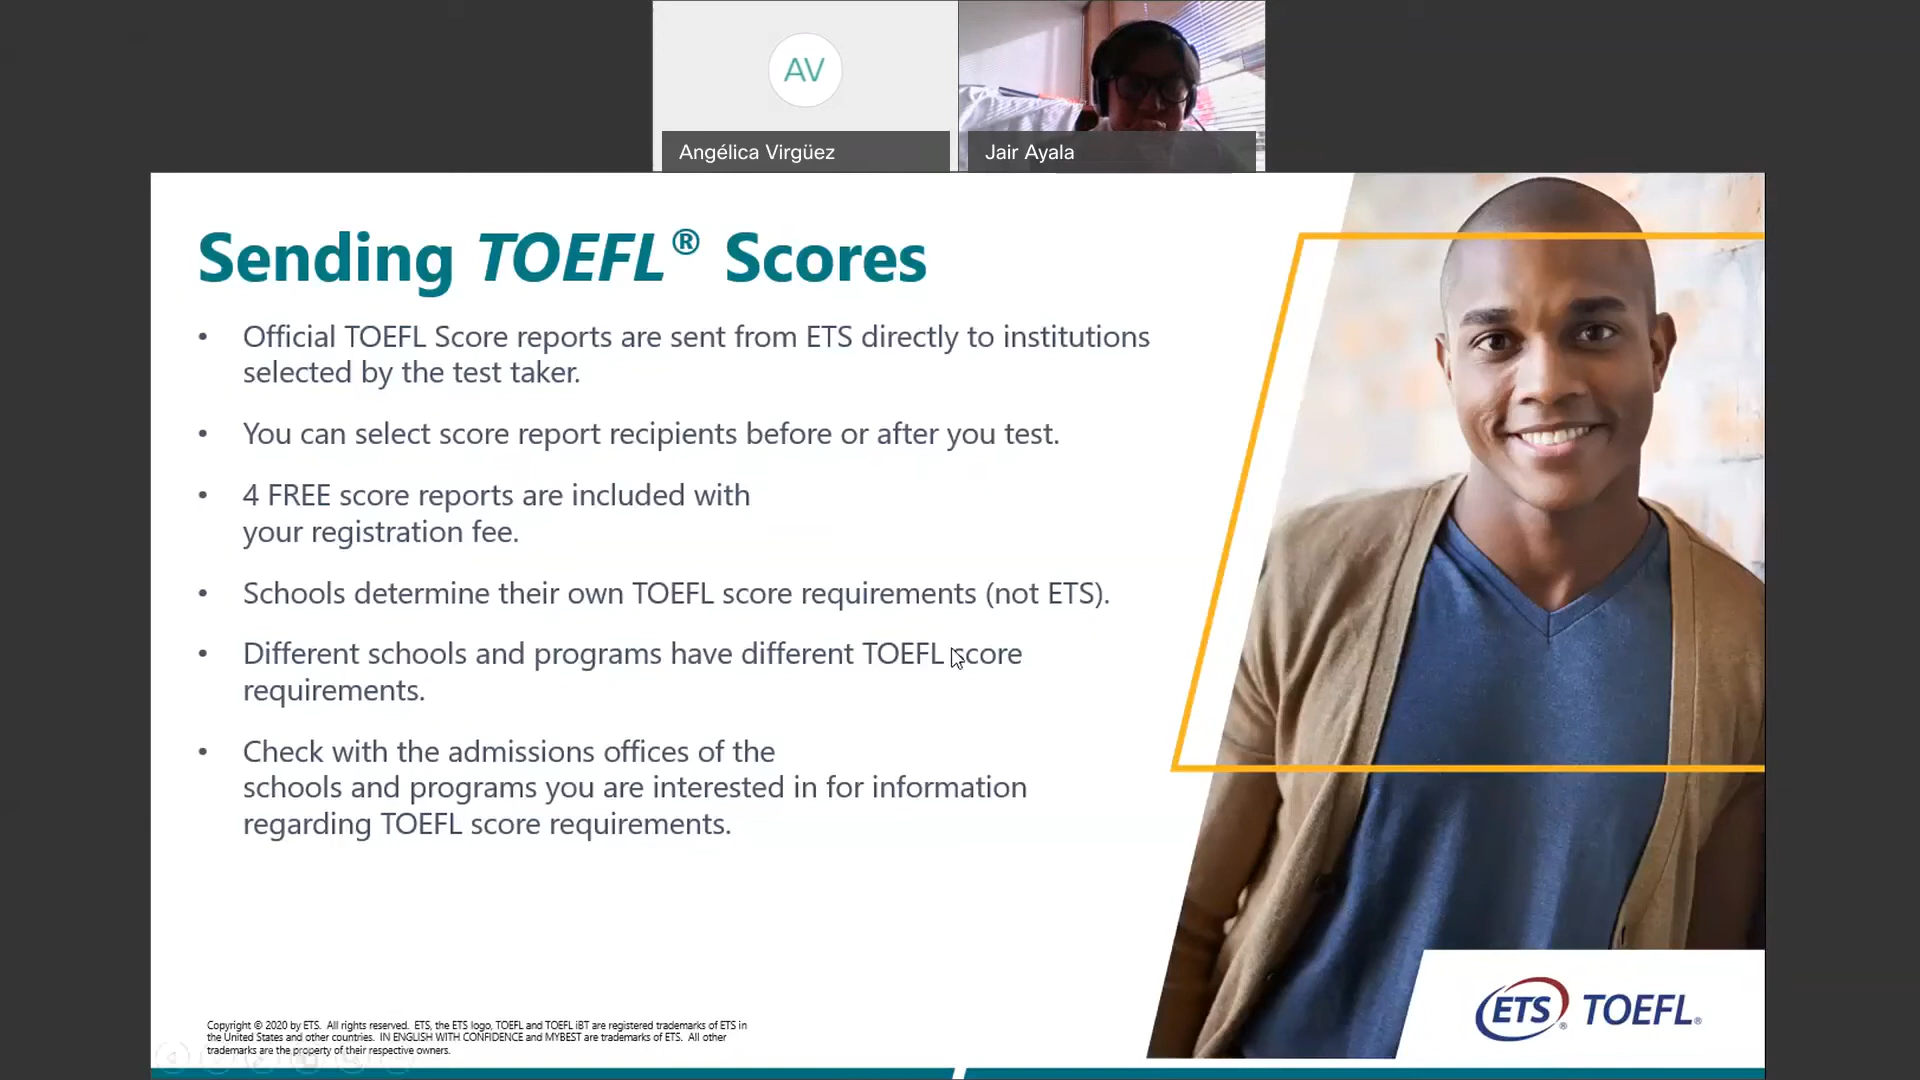 AV
Angélica Virgüez
Jair Ayala
Sending TOEFL® Scores
• Official TOEFL Score reports are sent from ETS directly to institutions
selected by the test taker.
• You can select score report recipients before or after you test.
• 4 FREE score reports are included with
your registration fee.
• Schools determine their own TOEFL score requirements (not ETS).
• Different schools and programs have different TOEFL score
requirements.
• Check with the admissions offices of the
schools and programs you are interested in for information
regarding TOEFL score requirements.
Copyright © 2020 by ETS. All rights reserved. ETS, the ETS logo, TOEFL and TOEFL iBT are registered trademarks of ETS in
the United States and other countries. IN ENGLISH WITH CONFIDENCE and MYBEST are trademarks of ETS. All other
trademarks are the property of their respective owners.
ETS® TOEFL®